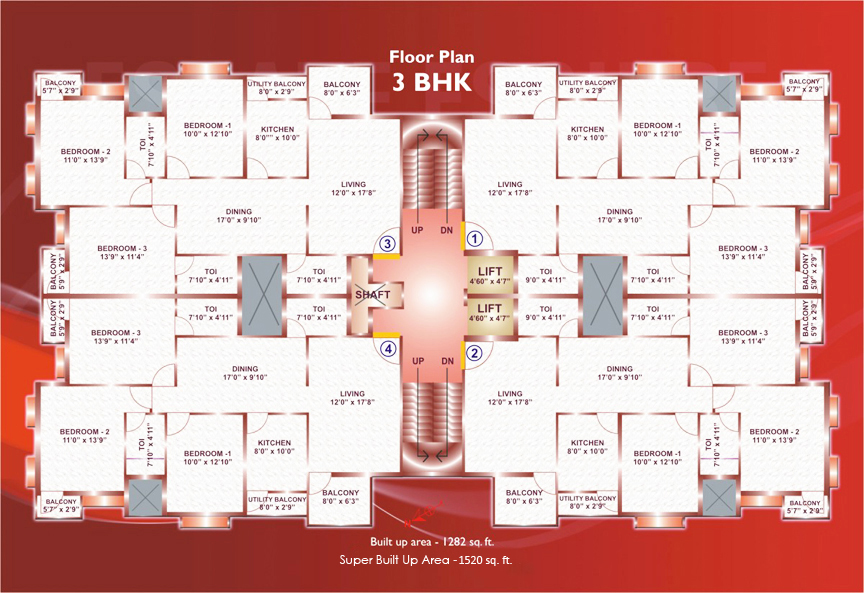 Floor Plan
3 BHK
BALCONY
5'7" x 2'9"
UTILITY BALCONY
8'0" x 2'9"
BALCONY
8'0" x 6'3"
BALCONY
8'0" x 6'3"
UTILITY BALCONY
8'0" x 2'9"
BALCONY
5'7" x 2'9"
BEDROOM - 2
11'0" x 13'9"
TOI
7'10" x 4'11"
BEDROOM -1
10'0" x 12'10"
KITCHEN
8'0"" x 10'0"
KITCHEN
8'0" x 10'0"
BEDROOM -1
10'0" x 12'10"
TOI
7'10" x 4'11"
BEDROOM - 2
11'0" x 13'9"
LIVING
12'0" x 17'8"
LIVING
12'0" x 17'8"
DINING
17'0" x 9'10"
DINING
17'0" x 9'10"
UP DN
3
1
BEDROOM - 3
13'9" x 11'4"
BEDROOM - 3
13'9" x 11'4"
BALCONY
5'9" x 2'9"
TOI
7'10" x 4'11"
TOI
7'10" x 4'11"
LIFT
4'60" x 4'7"
TOI
9'0" x 4'11"
TOI
7'10" x 4'11"
BALCONY
5'9" x 2'9"
SHAFT
BALCONY
5'9" x 2'9"
TOI
7'10" x 4'11"
TOI
7'10" x 4'11"
LIFT
4'60" x 4'7"
TOI
9'0" x 4'11"
TOI
7'10" x 4'11"
BALCONY
5'9" x 2'9"
BEDROOM - 3
13'9" x 11'4"
BEDROOM - 3
13'9" x 11'4"
4
2
UP DN
DINING
17'0" x 9'10"
DINING
17'0" x 9'10"
LIVING
12'0" x 17'8"
LIVING
12'0" x 17'8"
BEDROOM - 2
11'0" x 13'9"
TOI
7'10" x 4'11"
BEDROOM -1
10'0" x 12'10"
KITCHEN
8'0" x 10'0"
KITCHEN
8'0" x 10'0"
BEDROOM -1
10'0" x 12'10"
TOI
7'10" x 4'11"
BEDROOM - 2
11'0" x 13'9"
BALCONY
5'7" x 2'9"
UTILITY BALCONY
8'0" x 2'9"
BALCONY
8'0" x 6'3"
BALCONY
8'0" x 6'3"
UTILITY BALCONY
8'0" x 2'9"
BALCONY
5'7" x 2'9"
Built up area - 1282 sq. ft.
Super Built Up Area -1520 sq. ft.